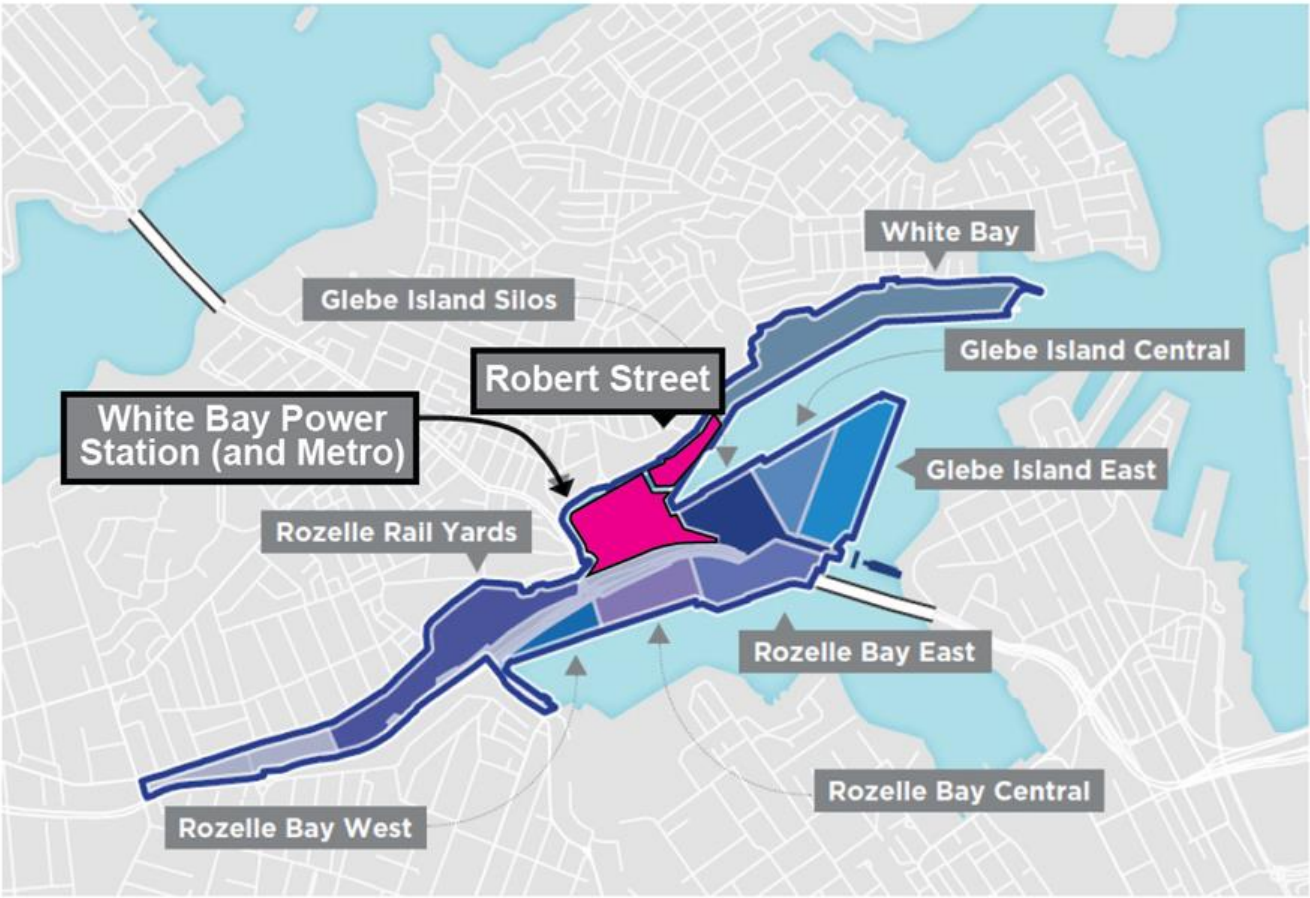 White Bay
Glebe Island Silos
Glebe Island Central
Robert Street
White Bay Power
Station (and Metro)
Glebe Island East
Rozelle Rail Yards
Rozelle Bay East
Rozelle Bay Central
Rozelle Bay West